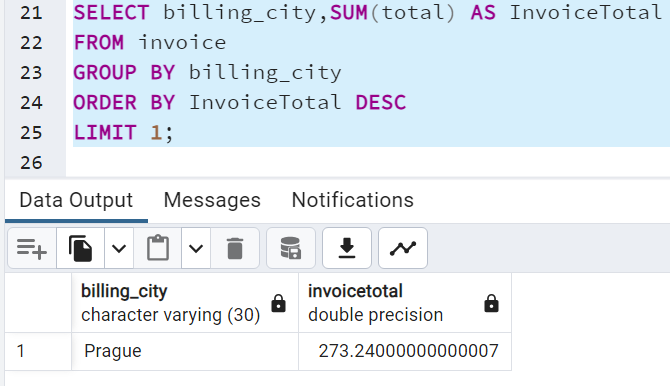 21 SELECT billing_city,SUM(total) AS InvoiceTotal
22 FROM invoice
23 GROUP BY billing_city
24 ORDER BY InvoiceTotal DESC
25 LIMIT 1;
26
Data Output Messages Notifications
billing_city invoicetotal
character varying (30) double precision
1 Prague 273.24000000000007